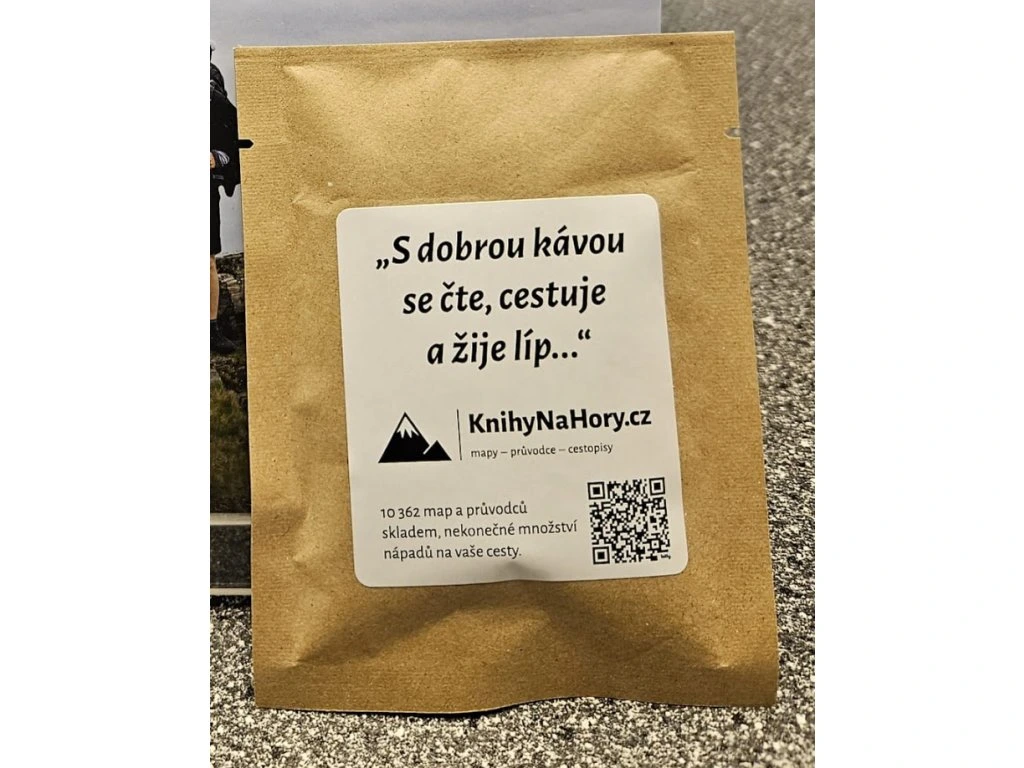 „S dobrou kávou
se čte, cestuje
a žije líp...“
KnihyNaHory.cz
mapy – průvodce – cestopisy
10 362 map a průvodců
skladem, nekonečné množství
nápadů na vaše cesty.